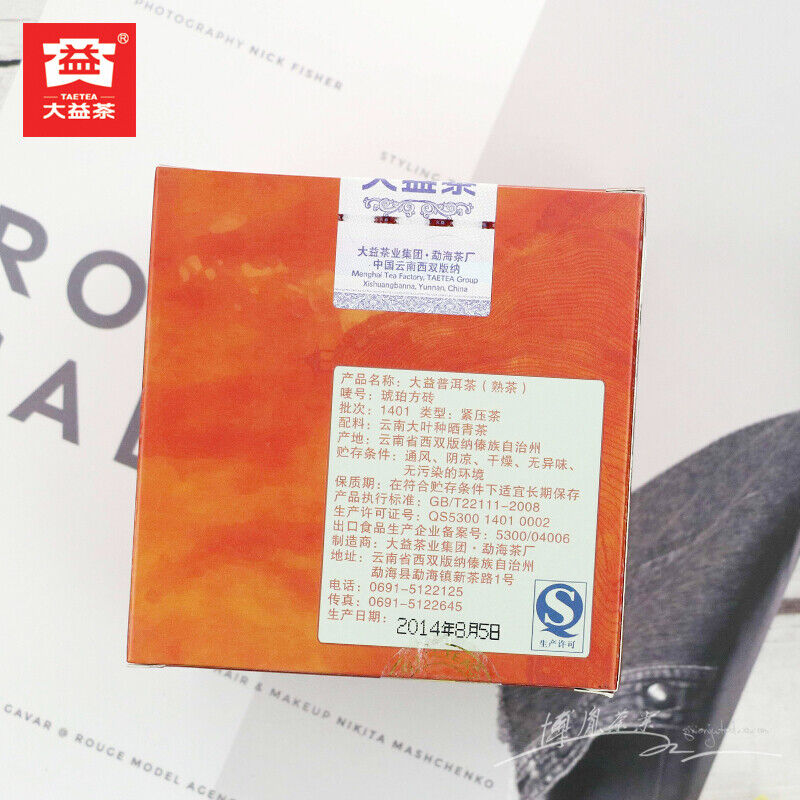 PHOTOGRAPHY NICK FISHER
益®
TAETEA
大益茶
STYLING
RO
AL
大益茶
大益茶业集团·勐海茶厂
中国云南西双版纳
Menghai Tea Factory, TAETEA Group
Xishuangbanna, Yunnan, China
产品名称：大益普洱茶（熟茶）
唛号：琥珀方砖
批次：1401 类型：紧压茶
配料：云南大叶种晒青茶
产地：云南省西双版纳傣族自治州
贮存条件：通风、阴凉、干燥、无异味、
无污染的环境
保质期：在符合贮存条件下适宜长期保存
产品执行标准：GB/T22111-2008
生产许可证号：QS5300 1401 0002
出口食品生产企业备案号：5300/04006
制造商：大益茶业集团·勐海茶厂
地址：云南省西双版纳傣族自治州
勐海县勐海镇新茶路1号
电话：0691-5122125
传真：0691-5122645
生产日期：2014年8月5日
QS
生产许可
HAIR & MAKEUP NIKITA MASHCHENKO
GAVAR @ ROUGE MODEL AGEN